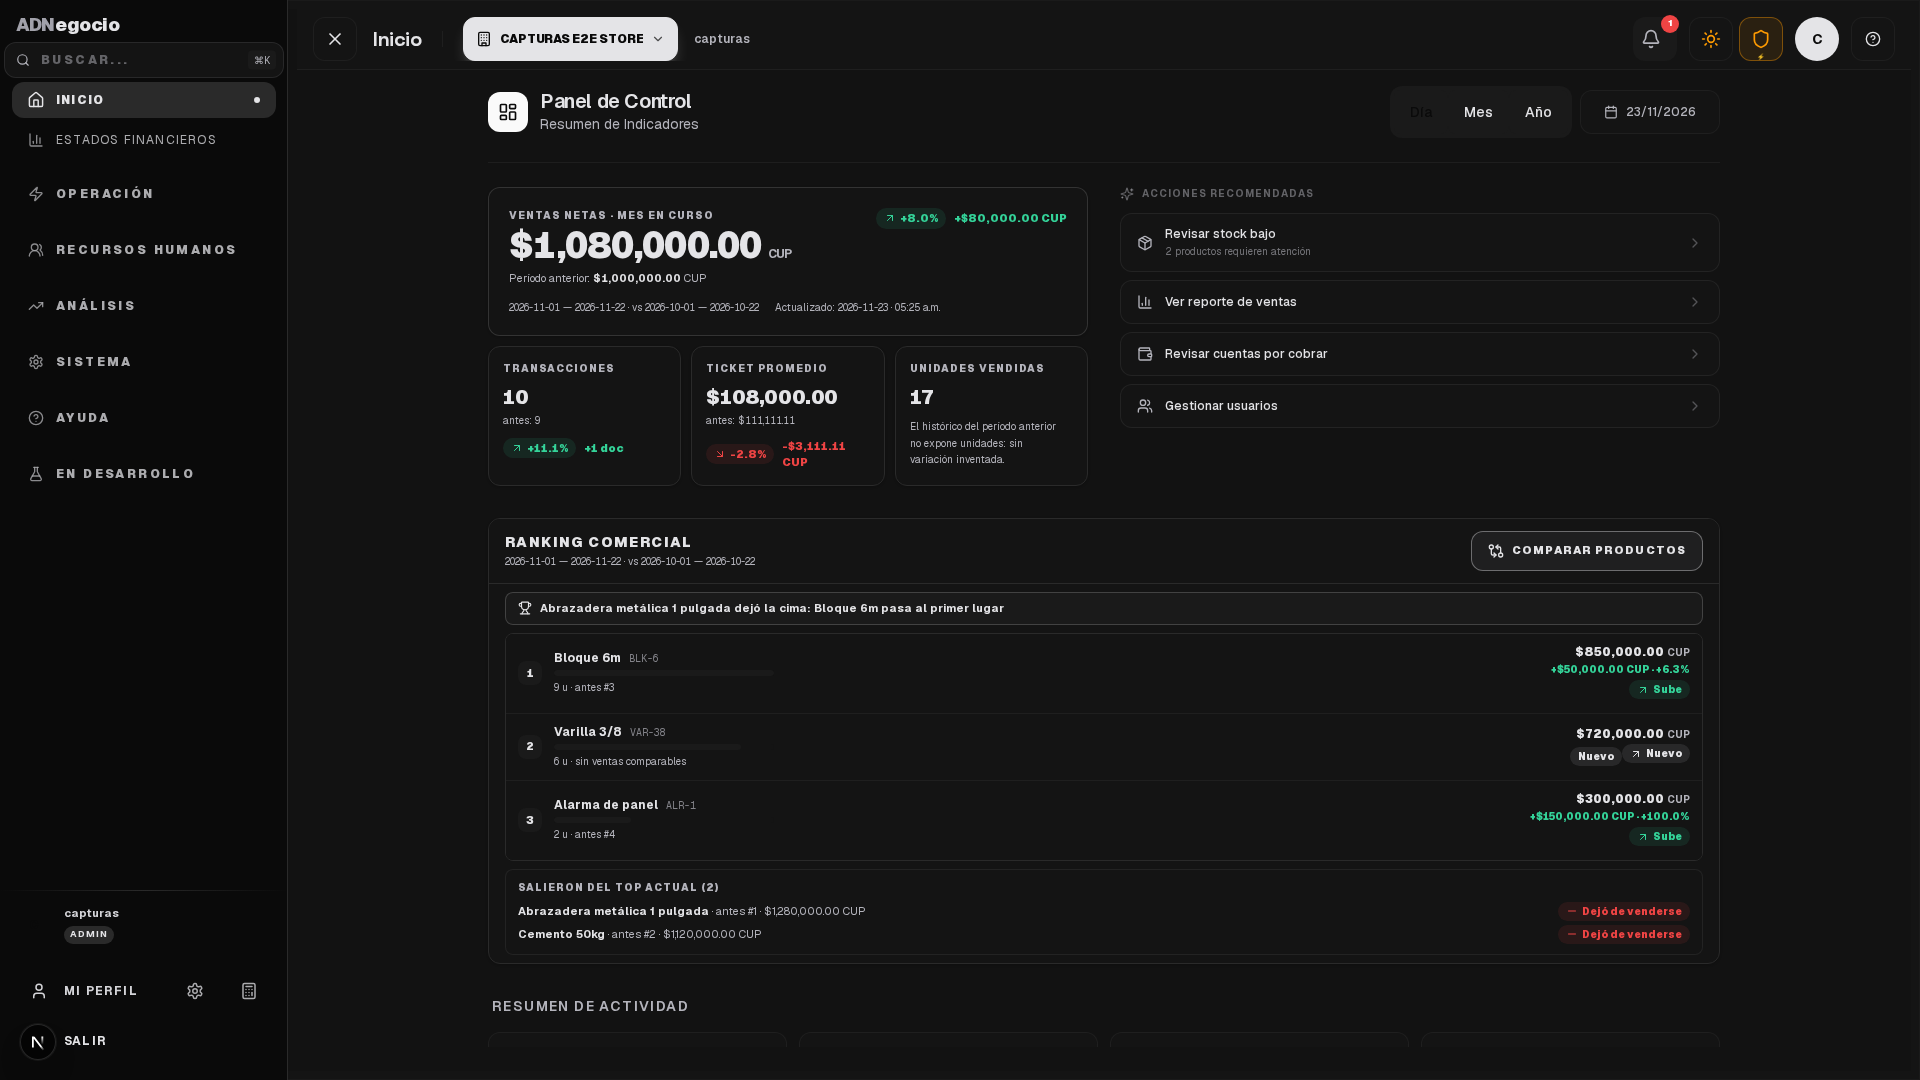 ADNegocio
BUSCAR...
⌘K
INICIO
ESTADOS FINANCIEROS
OPERACIÓN
RECURSOS HUMANOS
ANÁLISIS
SISTEMA
AYUDA
EN DESARROLLO
capturas
ADMIN
MI PERFIL
N
SALIR
Inicio
CAPTURAS E2E STORE
capturas
1
C
Panel de Control
Resumen de Indicadores
Día
Mes
Año
23/11/2026
VENTAS NETAS · MES EN CURSO
+8.0%
+$80,000.00 CUP
$1,080,000.00 CUP
Período anterior: $1,000,000.00 CUP
2026-11-01 — 2026-11-22 · vs 2026-10-01 — 2026-10-22
Actualizado: 2026-11-23 · 05:25 a.m.
TRANSACCIONES
10
antes: 9
+11.1%
+1 doc
TICKET PROMEDIO
$108,000.00
antes: $111,111.11
-2.8%
-$3,111.11 CUP
UNIDADES VENDIDAS
17
El histórico del período anterior
no expone unidades: sin
variación inventada.
ACCIONES RECOMENDADAS
Revisar stock bajo
2 productos requieren atención
Ver reporte de ventas
Revisar cuentas por cobrar
Gestionar usuarios
RANKING COMERCIAL
2026-11-01 — 2026-11-22 · vs 2026-10-01 — 2026-10-22
COMPARAR PRODUCTOS
Abrazadera metálica 1 pulgada dejó la cima: Bloque 6m pasa al primer lugar
1
Bloque 6m BLK-6
9 u · antes #3
$850,000.00 CUP
+$50,000.00 CUP · +6.3%
Sube
2
Varilla 3/8 VAR-38
6 u · sin ventas comparables
$720,000.00 CUP
Nuevo
Nuevo
3
Alarma de panel ALR-1
2 u · antes #4
$300,000.00 CUP
+$150,000.00 CUP · +100.0%
Sube
SALIERON DEL TOP ACTUAL (2)
Abrazadera metálica 1 pulgada · antes #1 · $1,280,000.00 CUP
Dejó de venderse
Cemento 50kg · antes #2 · $1,120,000.00 CUP
Dejó de venderse
RESUMEN DE ACTIVIDAD